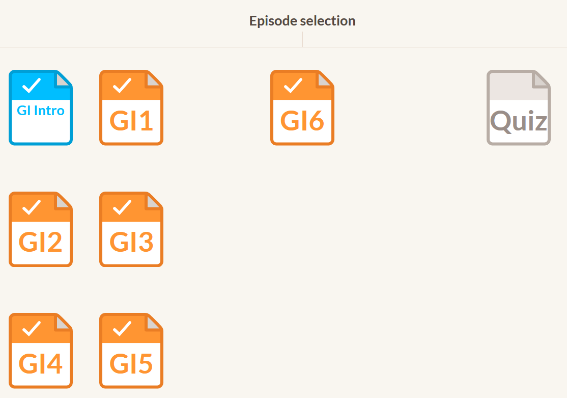 Episode selection
GI Intro
GI1
GI6
Quiz
GI2
GI3
GI4
GI5